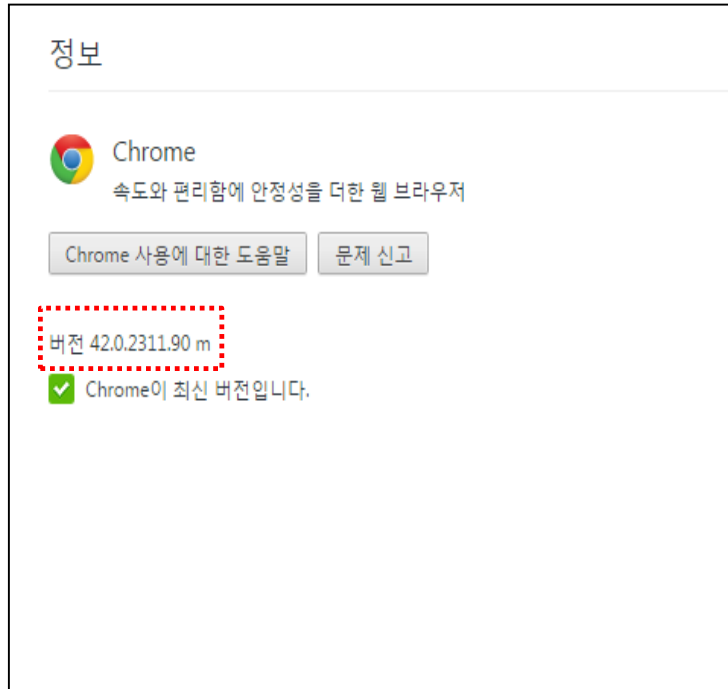 정보
Chrome
속도와 편리함에 안정성을 더한 웹 브라우저
Chrome 사용에 대한 도움말 문제 신고
버전 42.0.2311.90 m
Chrome이 최신 버전입니다.